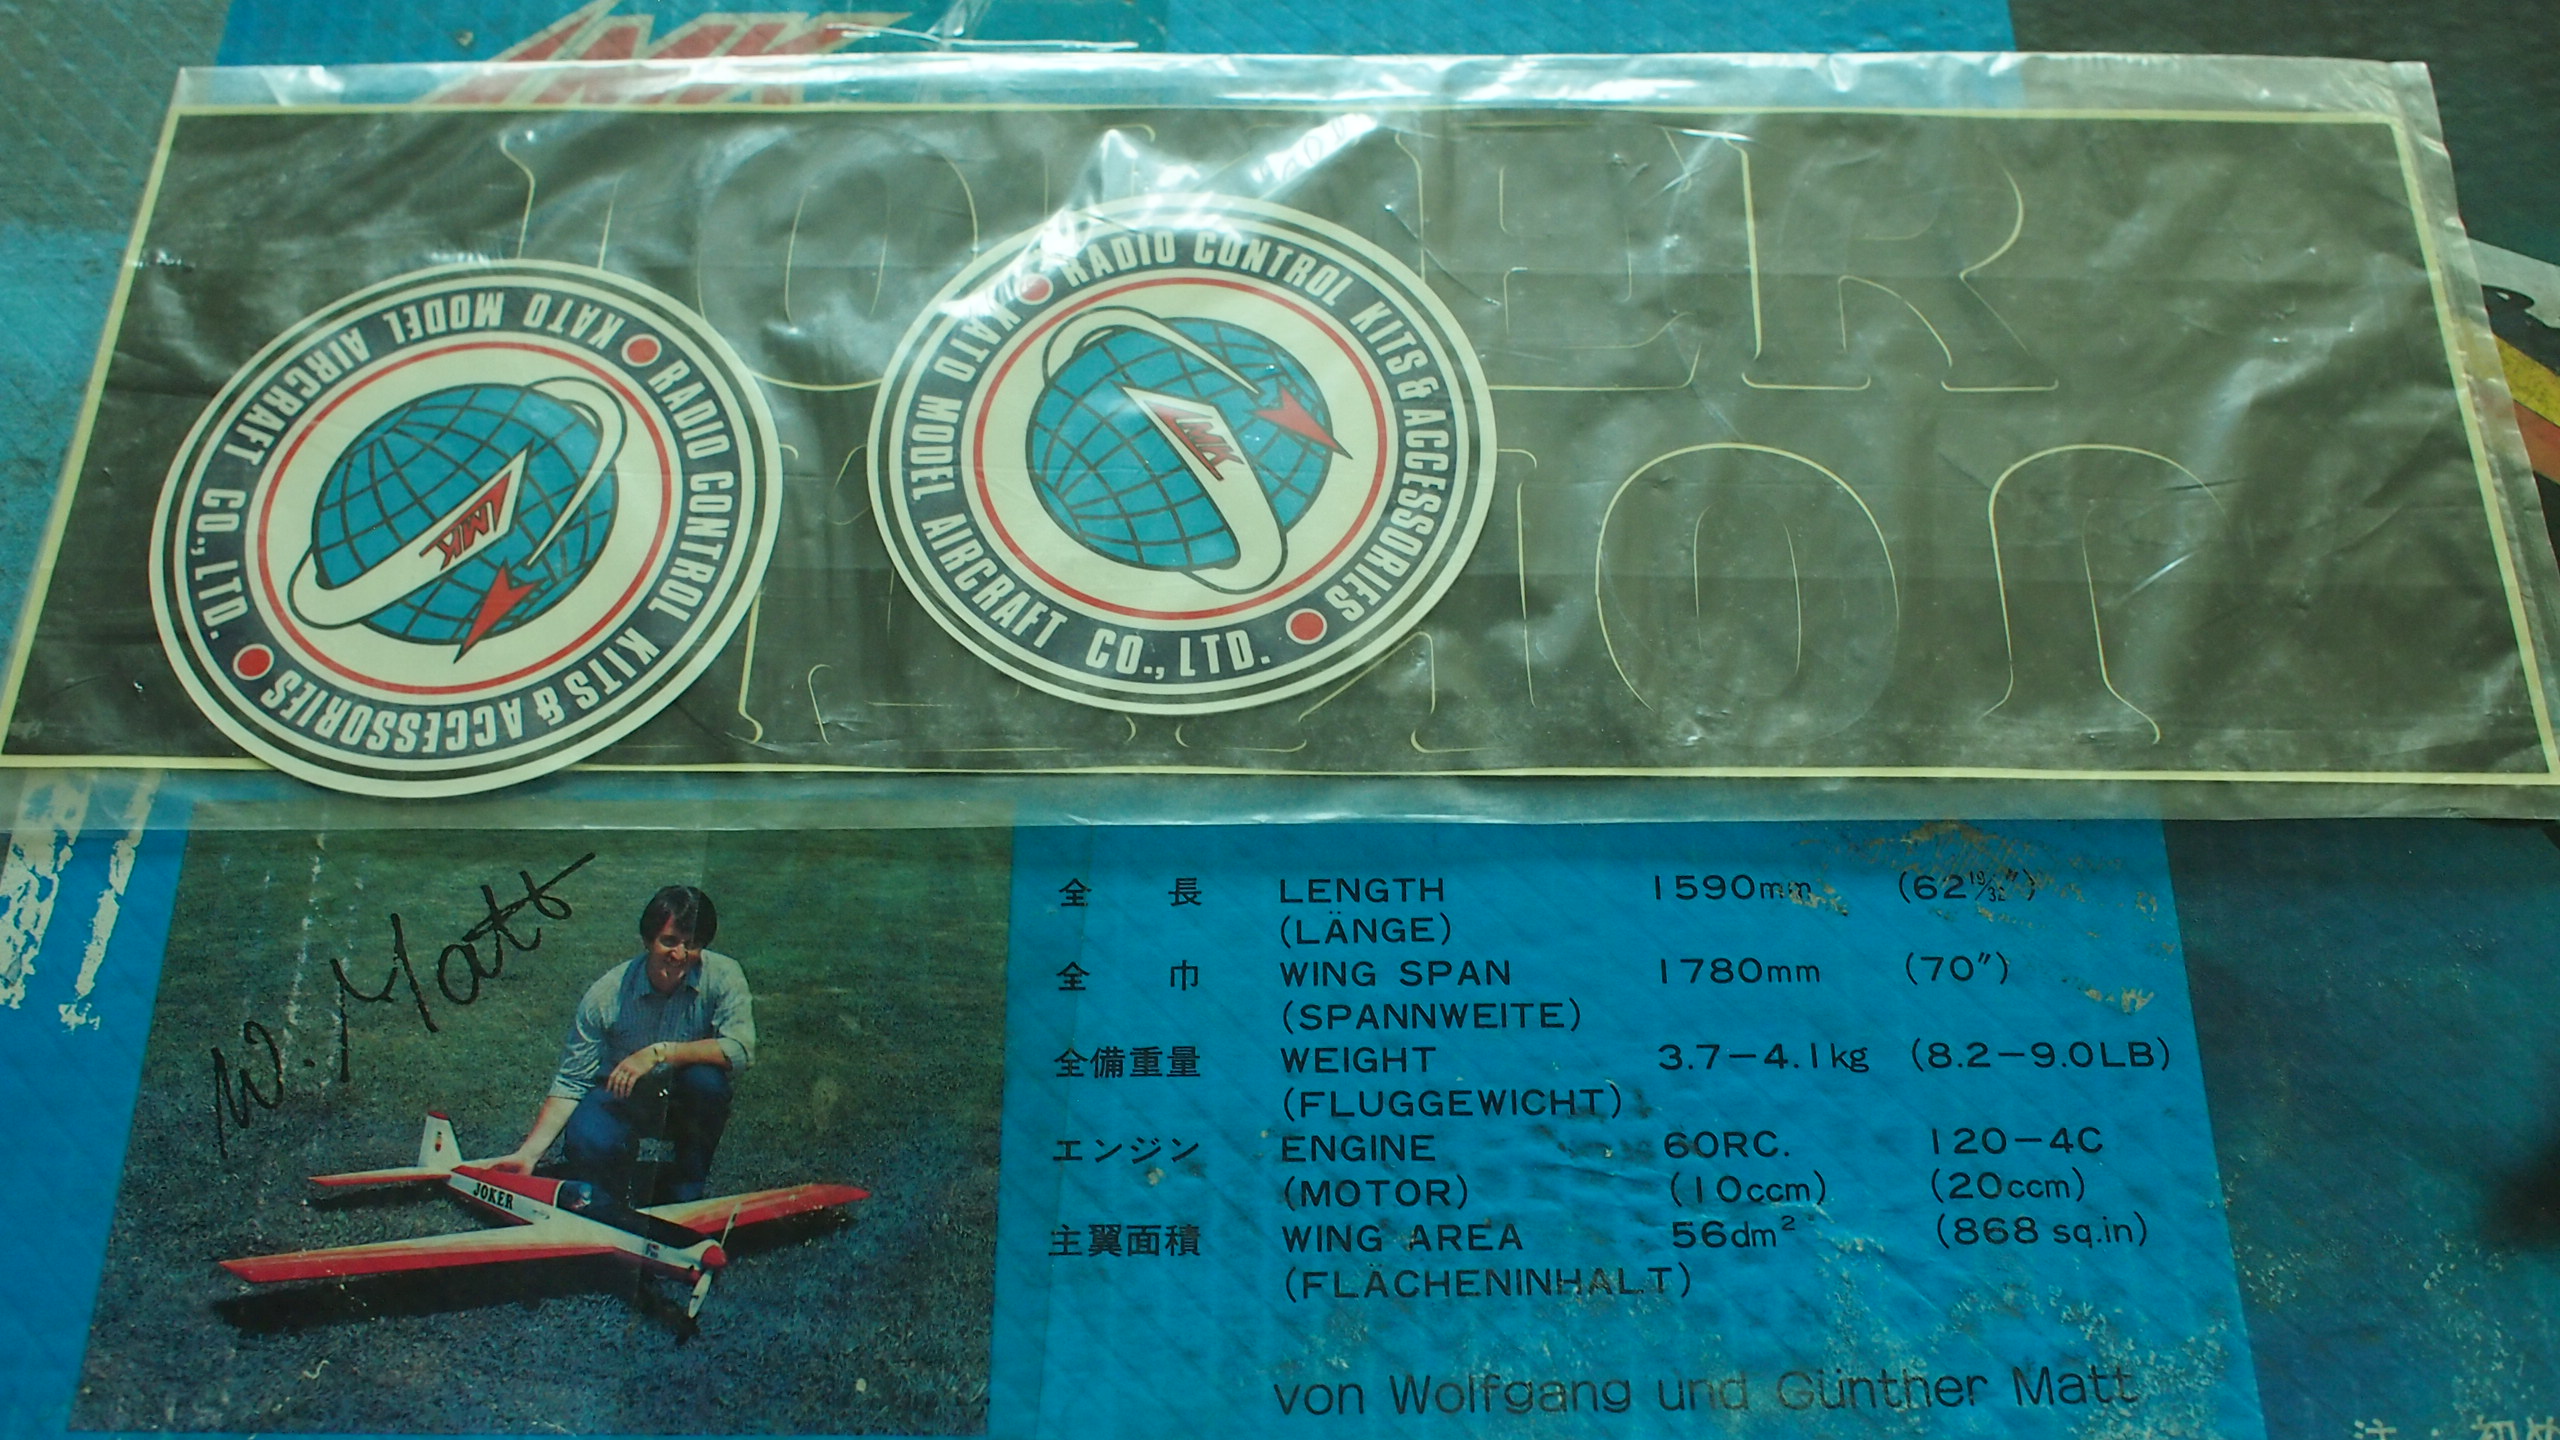 MK
JOKER
KATO MODEL AIRCRAFT CO., LTD.
RADIO CONTROL KITS & ACCESSORIES
MK
KATO MODEL AIRCRAFT CO., LTD.
RADIO CONTROL KITS & ACCESSORIES
MK
W. Matt
JOKER
全長 LENGTH 1590mm (62 19/32")
(LÄNGE)
全巾 WING SPAN 1780mm (70")
(SPANNWEITE)
全備重量 WEIGHT 3.7-4.1kg (8.2-9.0LB)
(FLUGGEWICHT)
エンジン ENGINE 60RC. 120-4C
(MOTOR) (10ccm) (20ccm)
主翼面積 WING AREA 56dm² (868 sq.in)
(FLÄCHENINHALT)
von Wolfgang und Günther Matt